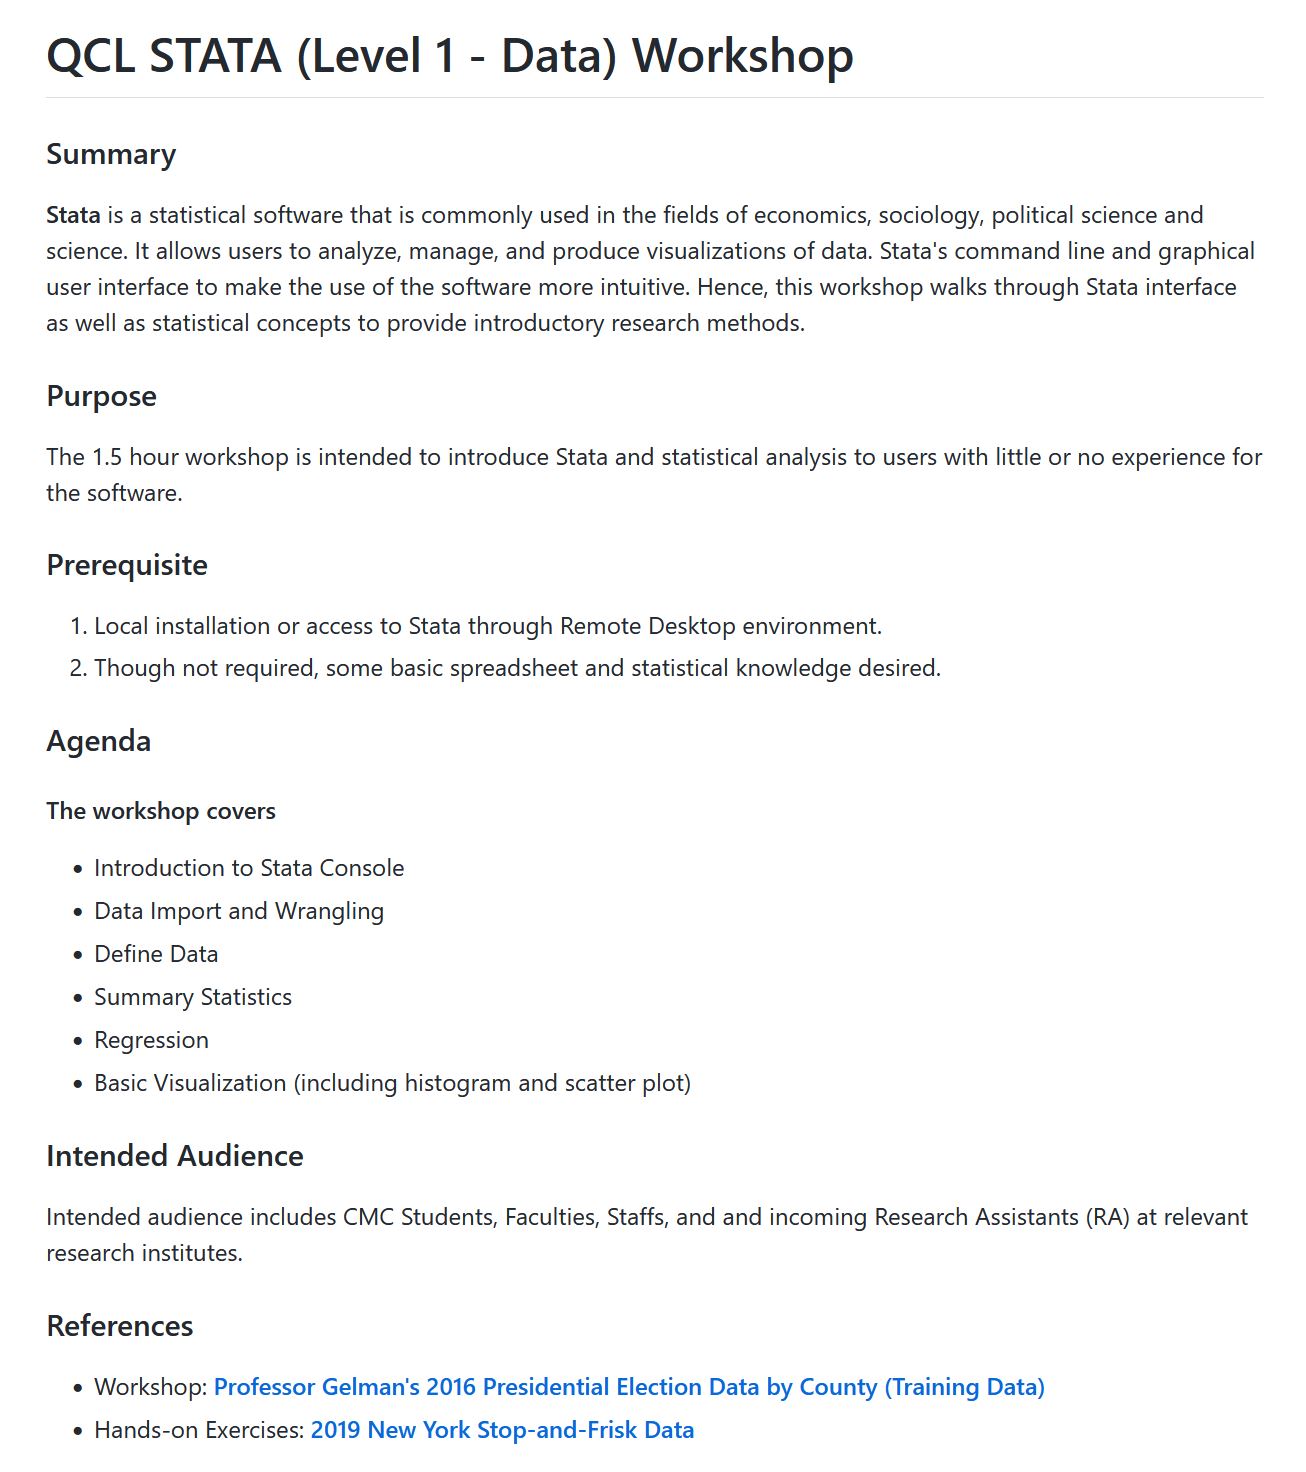 QCL STATA (Level 1 - Data) Workshop
Summary
Stata is a statistical software that is commonly used in the fields of economics, sociology, political science and
science. It allows users to analyze, manage, and produce visualizations of data. Stata's command line and graphical
user interface to make the use of the software more intuitive. Hence, this workshop walks through Stata interface
as well as statistical concepts to provide introductory research methods.
Purpose
The 1.5 hour workshop is intended to introduce Stata and statistical analysis to users with little or no experience for
the software.
Prerequisite
1. Local installation or access to Stata through Remote Desktop environment.
2. Though not required, some basic spreadsheet and statistical knowledge desired.
Agenda
The workshop covers
• Introduction to Stata Console
• Data Import and Wrangling
• Define Data
• Summary Statistics
• Regression
• Basic Visualization (including histogram and scatter plot)
Intended Audience
Intended audience includes CMC Students, Faculties, Staffs, and and incoming Research Assistants (RA) at relevant
research institutes.
References
• Workshop: Professor Gelman's 2016 Presidential Election Data by County (Training Data)
• Hands-on Exercises: 2019 New York Stop-and-Frisk Data